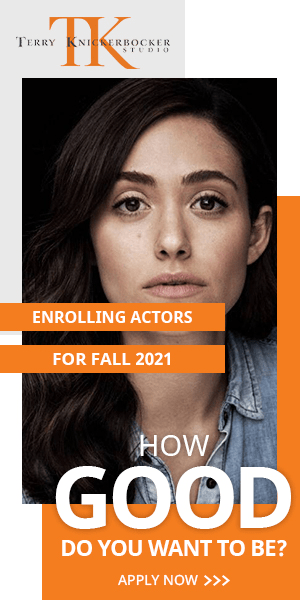 TK
TERRY KNICKERBOCKER
STUDIO
ENROLLING ACTORS
FOR FALL 2021
HOW
GOOD
DO YOU WANT TO BE?
APPLY NOW >>>